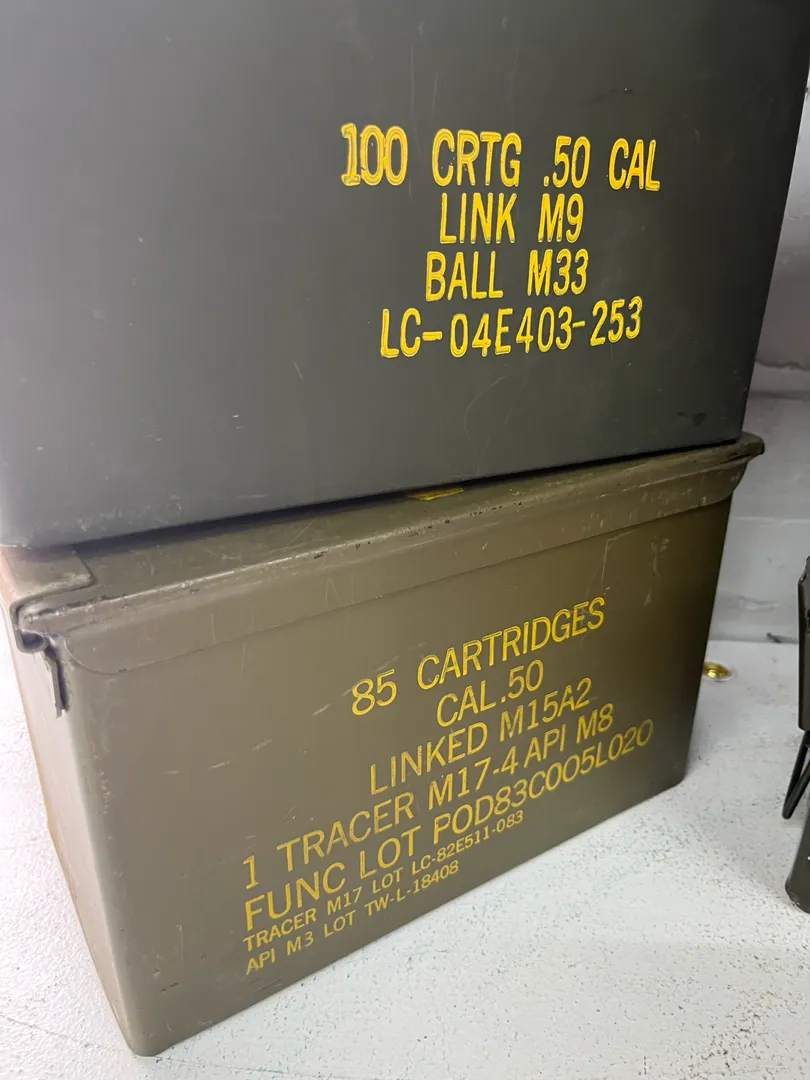 100 CRTG .50 CAL
LINK M9
BALL M33
LC-04E403-253
85 CARTRIDGES
CAL.50
LINKED M15A2
1 TRACER M17-4 API M8
FUNC LOT POD83C005L020
TRACER M17 LOT LC-82E511-083
API M3 LOT TW-L-18408